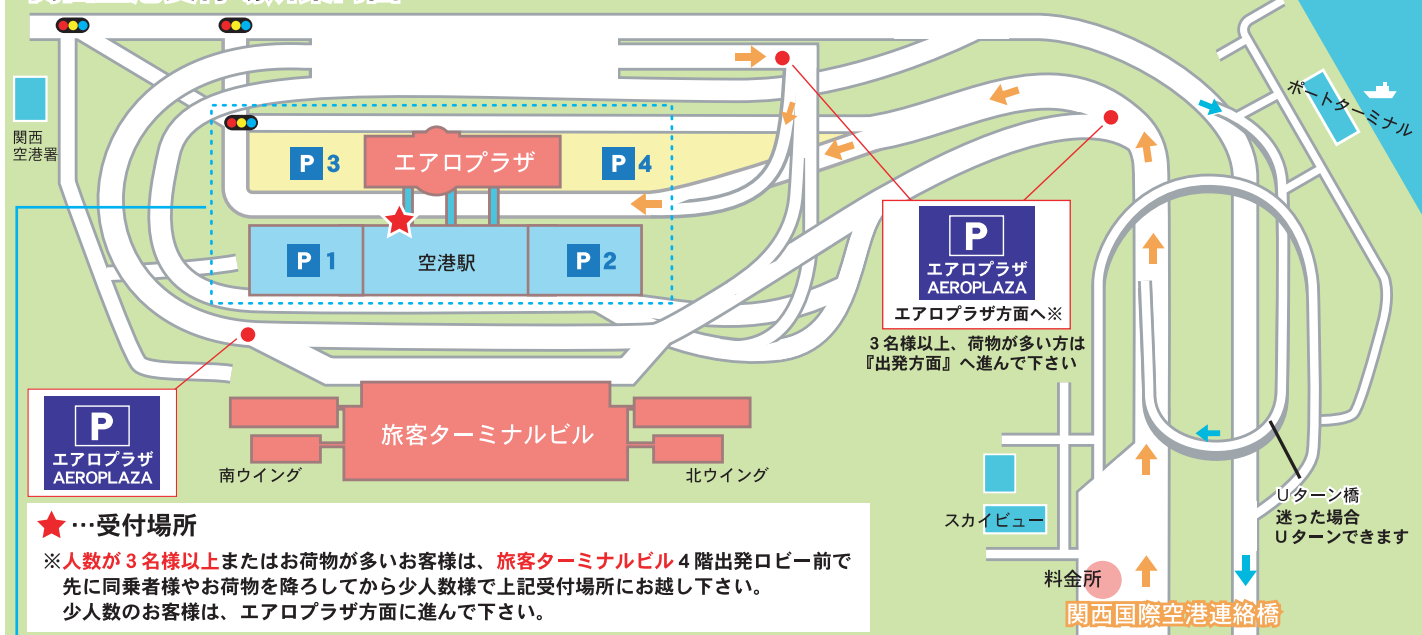 関西
空港署
P 3
エアロプラザ
P 4
P 1
空港駅
P 2
ポートターミナル
P
エアロプラザ
AEROPLAZA
エアロプラザ方面へ※
3名様以上、荷物が多い方は
『出発方面』へ進んで下さい
P
エアロプラザ
AEROPLAZA
旅客ターミナルビル
南ウイング
北ウイング
スカイビュー
Uターン橋
迷った場合
Uターンできます
料金所
関西国際空港連絡橋
★…受付場所
※人数が3名様以上またはお荷物が多いお客様は、旅客ターミナルビル4階出発ロビー前で
先に同乗者様やお荷物を降ろしてから少人数様で上記受付場所にお越し下さい。
少人数のお客様は、エアロプラザ方面に進んで下さい。